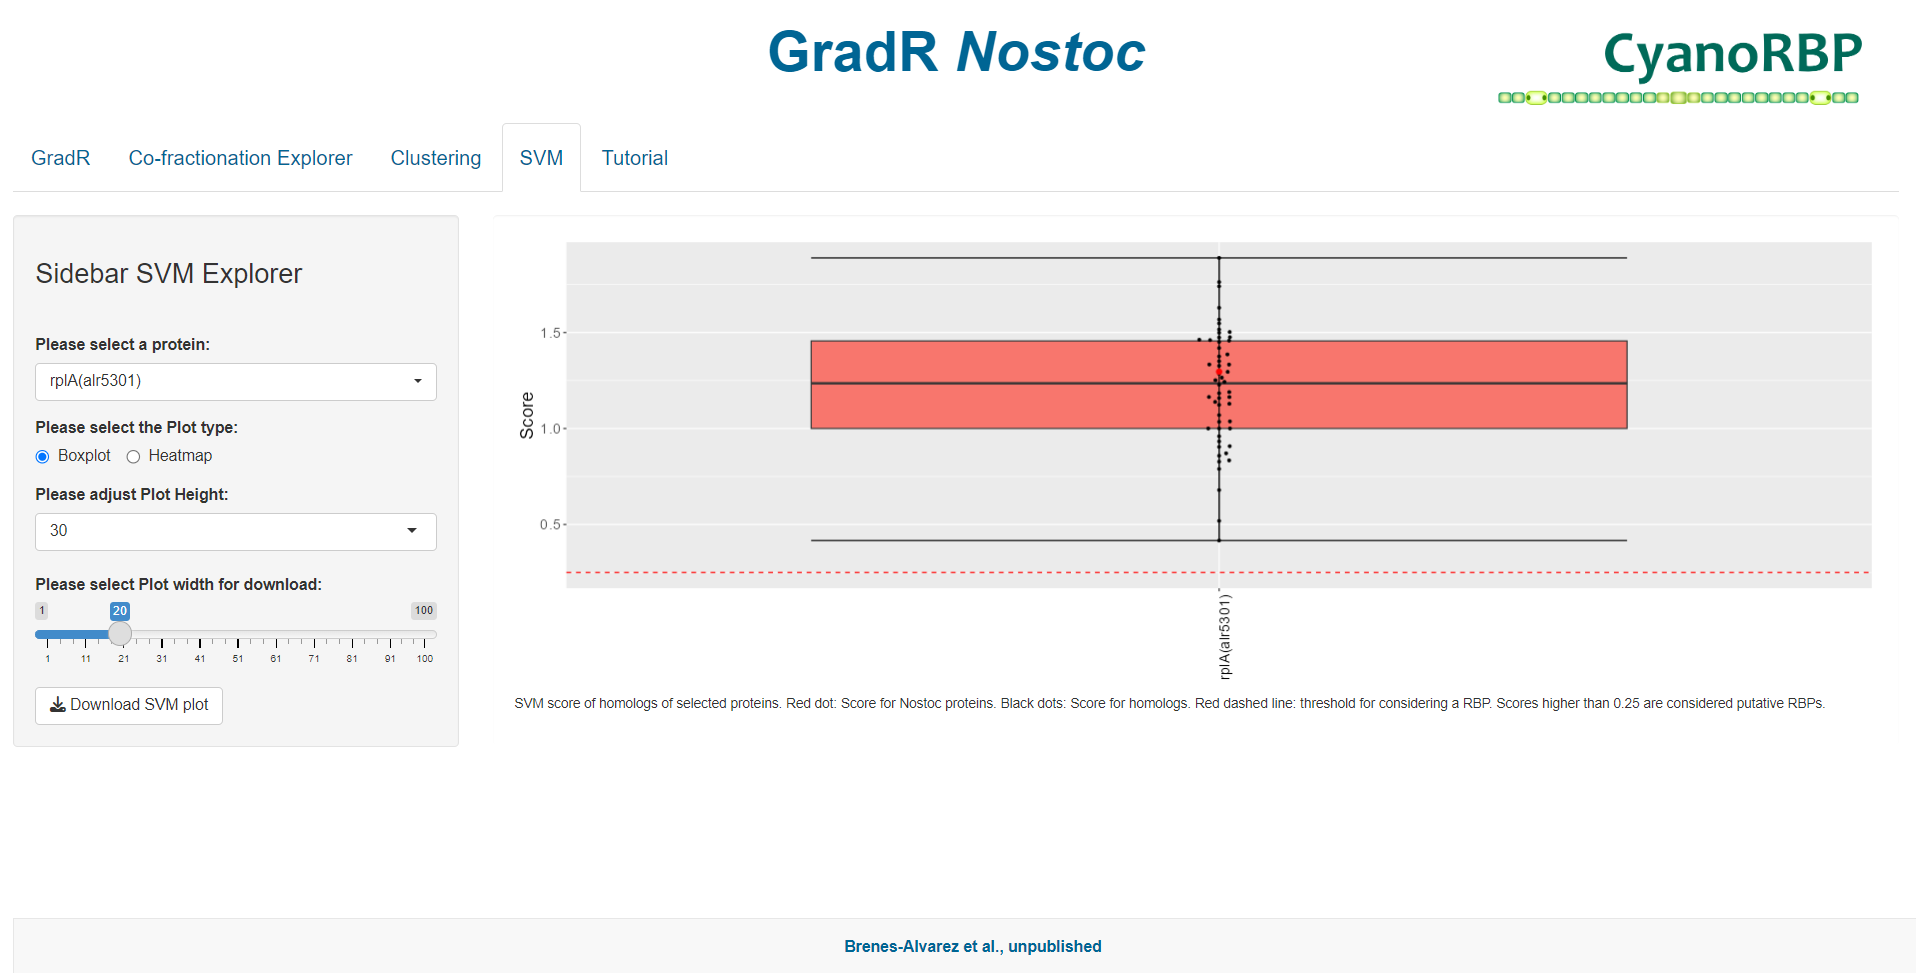 GradR Nostoc
CyanoRBP
GradR
Co-fractionation Explorer
Clustering
SVM
Tutorial
Sidebar SVM Explorer
Please select a protein:
rplA(alr5301)
Please select the Plot type:
Boxplot
Heatmap
Please adjust Plot Height:
30
Please select Plot width for download:
1 20 100
1 11 21 31 41 51 61 71 81 91 100
Download SVM plot
Score
1.5
1.0
0.5
rplA(alr5301)
SVM score of homologs of selected proteins. Red dot: Score for Nostoc proteins. Black dots: Score for homologs. Red dashed line: threshold for considering a RBP. Scores higher than 0.25 are considered putative RBPs.
Brenes-Alvarez et al., unpublished